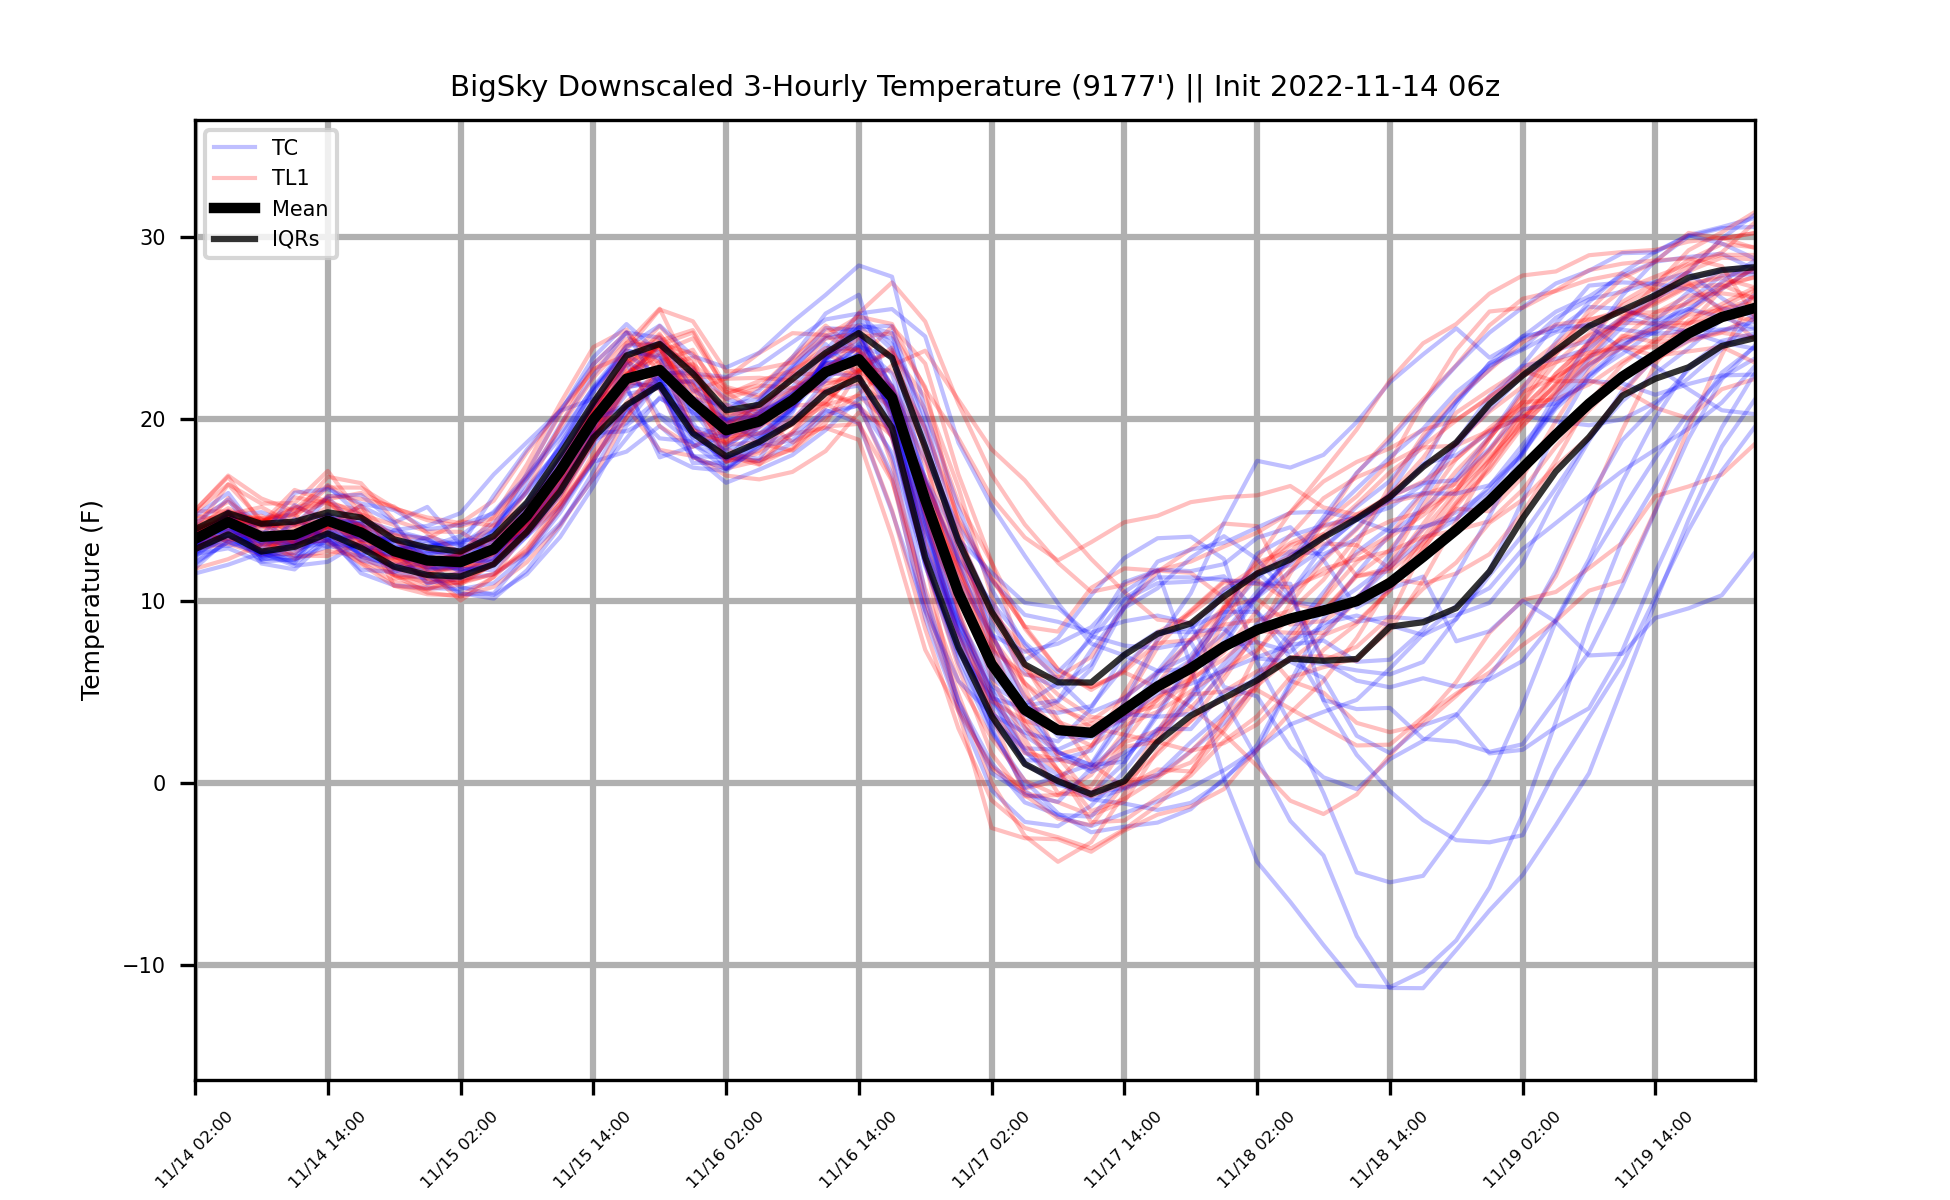 BigSky Downscaled 3-Hourly Temperature (9177') || Init 2022-11-14 06z
TC
TL1
Mean
IQRs
Temperature (F)
30
20
10
0
−10
11/14 02:00
11/14 14:00
11/15 02:00
11/15 14:00
11/16 02:00
11/16 14:00
11/17 02:00
11/17 14:00
11/18 02:00
11/18 14:00
11/19 02:00
11/19 14:00